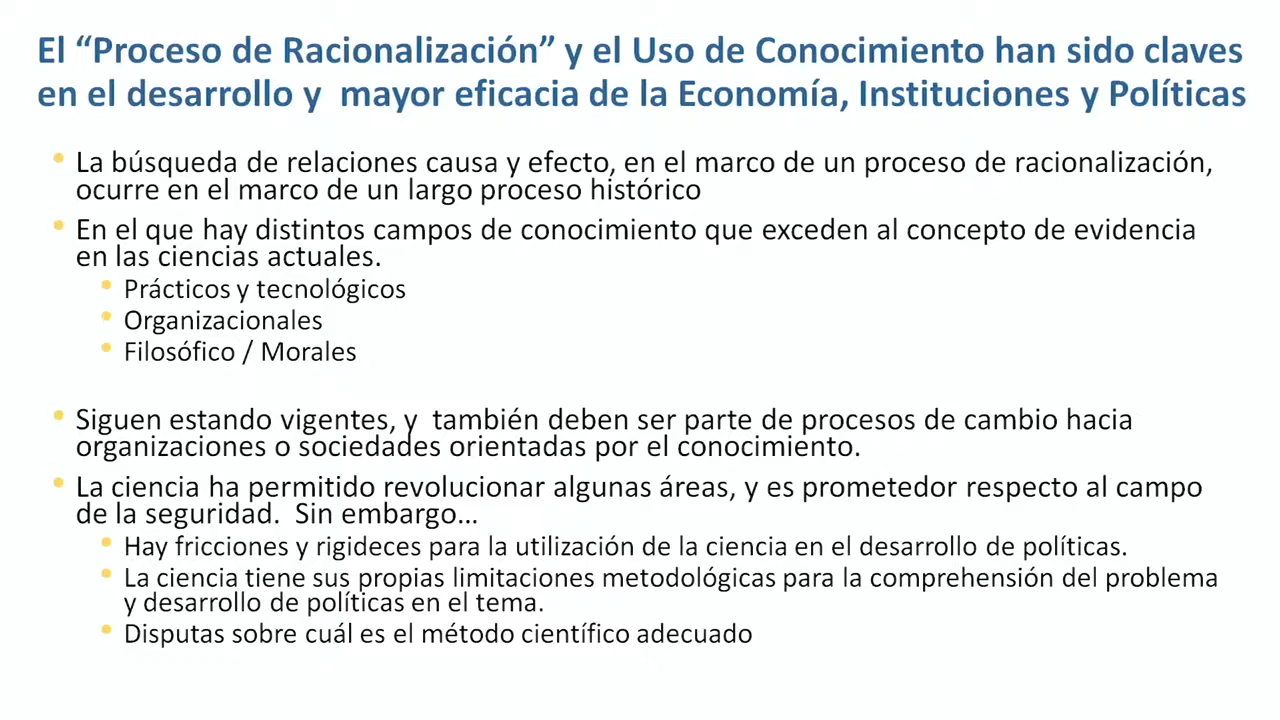 El “Proceso de Racionalización” y el Uso de Conocimiento han sido claves
en el desarrollo y  mayor eficacia de la Economía, Instituciones y Políticas
• La búsqueda de relaciones causa y efecto, en el marco de un proceso de racionalización,
ocurre en el marco de un largo proceso histórico
• En el que hay distintos campos de conocimiento que exceden al concepto de evidencia
en las ciencias actuales.
• Prácticos y tecnológicos
• Organizacionales
• Filosófico / Morales
• Siguen estando vigentes, y  también deben ser parte de procesos de cambio hacia
organizaciones o sociedades orientadas por el conocimiento.
• La ciencia ha permitido revolucionar algunas áreas, y es prometedor respecto al campo
de la seguridad.  Sin embargo…
• Hay fricciones y rigideces para la utilización de la ciencia en el desarrollo de políticas.
• La ciencia tiene sus propias limitaciones metodológicas para la comprehensión del problema
y desarrollo de políticas en el tema.
• Disputas sobre cuál es el método científico adecuado